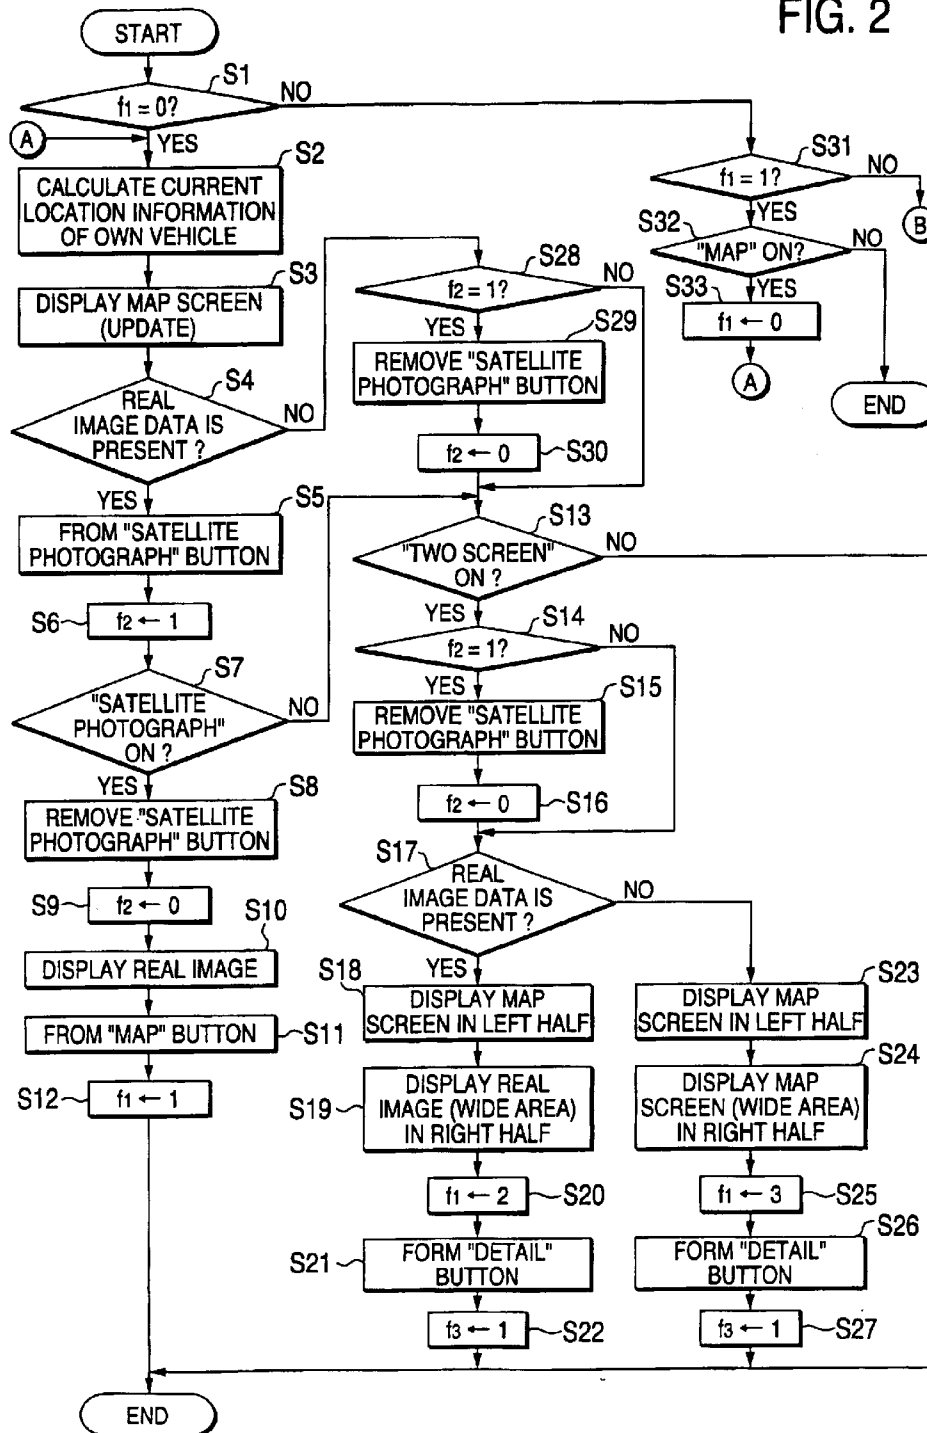 FIG. 2
START
S1
f1 = 0?
NO
YES
A
S2
CALCULATE CURRENT
LOCATION INFORMATION
OF OWN VEHICLE
S3
DISPLAY MAP SCREEN
(UPDATE)
S4
REAL
IMAGE DATA IS
PRESENT ?
NO
YES
S5
FROM "SATELLITE
PHOTOGRAPH" BUTTON
S6
f2 ← 1
S7
"SATELLITE
PHOTOGRAPH"
ON ?
NO
YES
S8
REMOVE "SATELLITE
PHOTOGRAPH" BUTTON
S9
f2 ← 0
S10
DISPLAY REAL IMAGE
FROM "MAP" BUTTON
S11
S12
f1 ← 1
END
S28
f2 = 1?
NO
YES
S29
REMOVE "SATELLITE
PHOTOGRAPH" BUTTON
f2 ← 0
S30
S13
"TWO SCREEN"
ON ?
NO
YES
S14
f2 = 1?
NO
YES
S15
REMOVE "SATELLITE
PHOTOGRAPH" BUTTON
f2 ← 0
S16
S17
REAL
IMAGE DATA IS
PRESENT ?
NO
YES
S18
DISPLAY MAP
SCREEN IN LEFT HALF
S19
DISPLAY REAL
IMAGE (WIDE AREA)
IN RIGHT HALF
f1 ← 2
S20
S21
FORM "DETAIL"
BUTTON
f3 ← 1
S22
S23
DISPLAY MAP
SCREEN IN LEFT HALF
S24
DISPLAY MAP
SCREEN (WIDE AREA)
IN RIGHT HALF
f1 ← 3
S25
S26
FORM "DETAIL"
BUTTON
f3 ← 1
S27
S31
f1 = 1?
NO
B
YES
S32
"MAP" ON?
NO
YES
S33
f1 ← 0
A
END